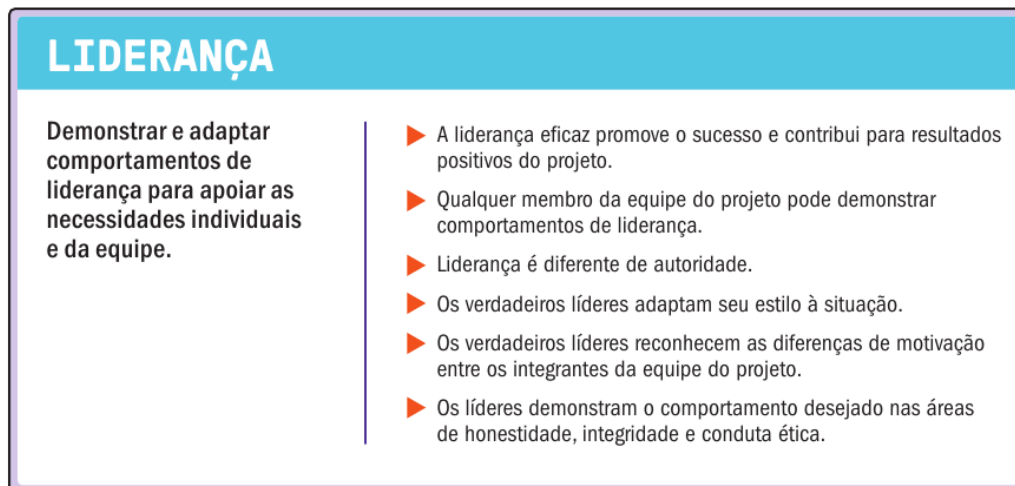 LIDERANÇA
Demonstrar e adaptar
comportamentos de
liderança para apoiar as
necessidades individuais
e da equipe.
A liderança eficaz promove o sucesso e contribui para resultados
positivos do projeto.
Qualquer membro da equipe do projeto pode demonstrar
comportamentos de liderança.
Liderança é diferente de autoridade.
Os verdadeiros líderes adaptam seu estilo à situação.
Os verdadeiros líderes reconhecem as diferenças de motivação
entre os integrantes da equipe do projeto.
Os líderes demonstram o comportamento desejado nas áreas
de honestidade, integridade e conduta ética.